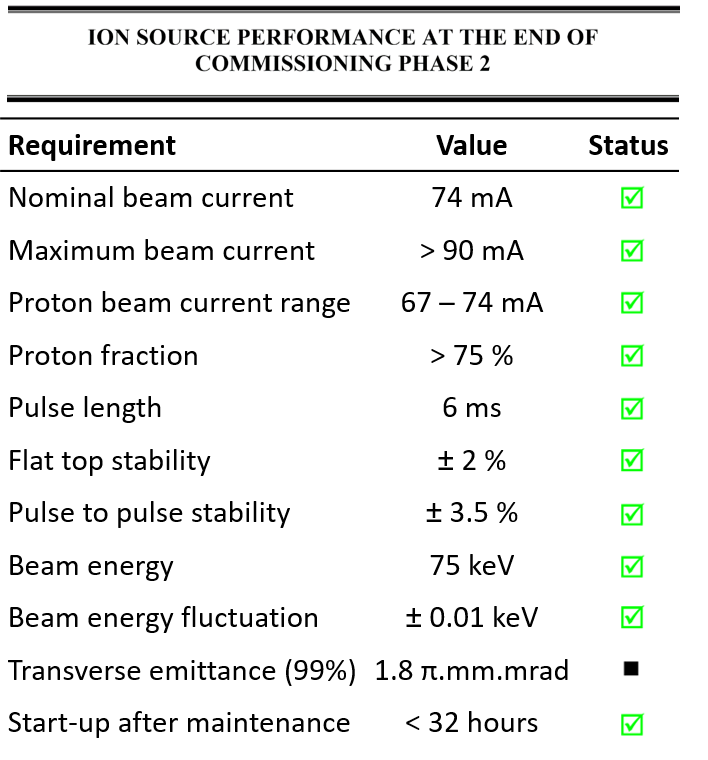 ION SOURCE PERFORMANCE AT THE END OF
COMMISSIONING PHASE 2
Requirement Value Status
Nominal beam current 74 mA ☑
Maximum beam current > 90 mA ☑
Proton beam current range 67 – 74 mA ☑
Proton fraction > 75 % ☑
Pulse length 6 ms ☑
Flat top stability ± 2 % ☑
Pulse to pulse stability ± 3.5 % ☑
Beam energy 75 keV ☑
Beam energy fluctuation ± 0.01 keV ☑
Transverse emittance (99%) 1.8 π.mm.mrad ■
Start-up after maintenance < 32 hours ☑